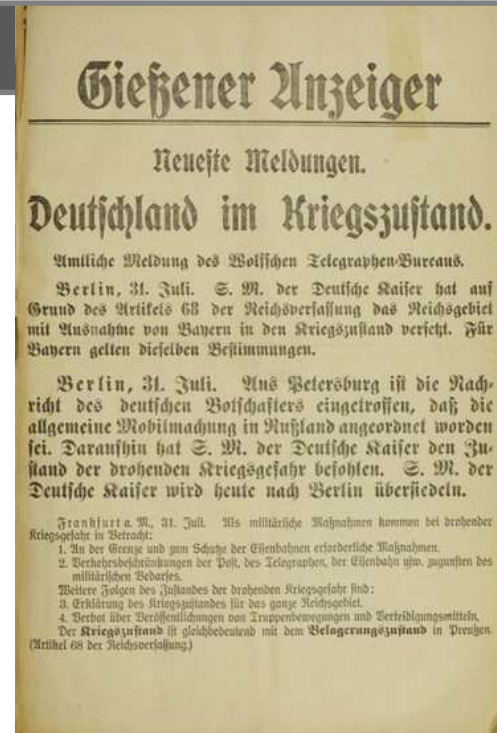 Gießener Anzeiger
Neueste Meldungen.
Deutschland im Kriegszustand.
Amtliche Meldung des Wolfschen Telegraphen-Bureaus.
Berlin, 31. Juli. S. M. der Deutsche Kaiser hat auf
Grund des Artikels 68 der Reichsverfassung das Reichsgebiet
mit Ausnahme von Bayern in den Kriegszustand versetzt. Für
Bayern gelten dieselben Bestimmungen.
Berlin, 31. Juli. Aus Petersburg ist die Nach-
richt des deutschen Botschafters eingetroffen, daß die
allgemeine Mobilmachung in Rußland angeordnet worden
sei. Daraufhin hat S. M. der Deutsche Kaiser den Zu-
stand der drohenden Kriegsgefahr befohlen. S. M. der
Deutsche Kaiser wird heute nach Berlin übersiedeln.
Frankfurt a. M., 31. Juli. Als militärische Maßnahmen kommen bei drohender
Kriegsgefahr in Betracht:
1. An der Grenze und zum Schutze der Eisenbahnen erforderliche Maßnahmen.
2. Verkehrsbeschränkungen der Post, des Telegraphen, der Eisenbahn usw. zugunsten des
militärischen Bedarfes.
Weitere Folgen des Zustandes der drohenden Kriegsgefahr sind:
3. Erklärung des Kriegszustandes für das ganze Reichsgebiet.
4. Verbot über Veröffentlichungen von Truppenbewegungen und Verteidigungsmitteln.
Der Kriegszustand ist gleichbedeutend mit dem Belagerungszustand in Preußen.
(Artikel 68 der Reichsverfassung.)